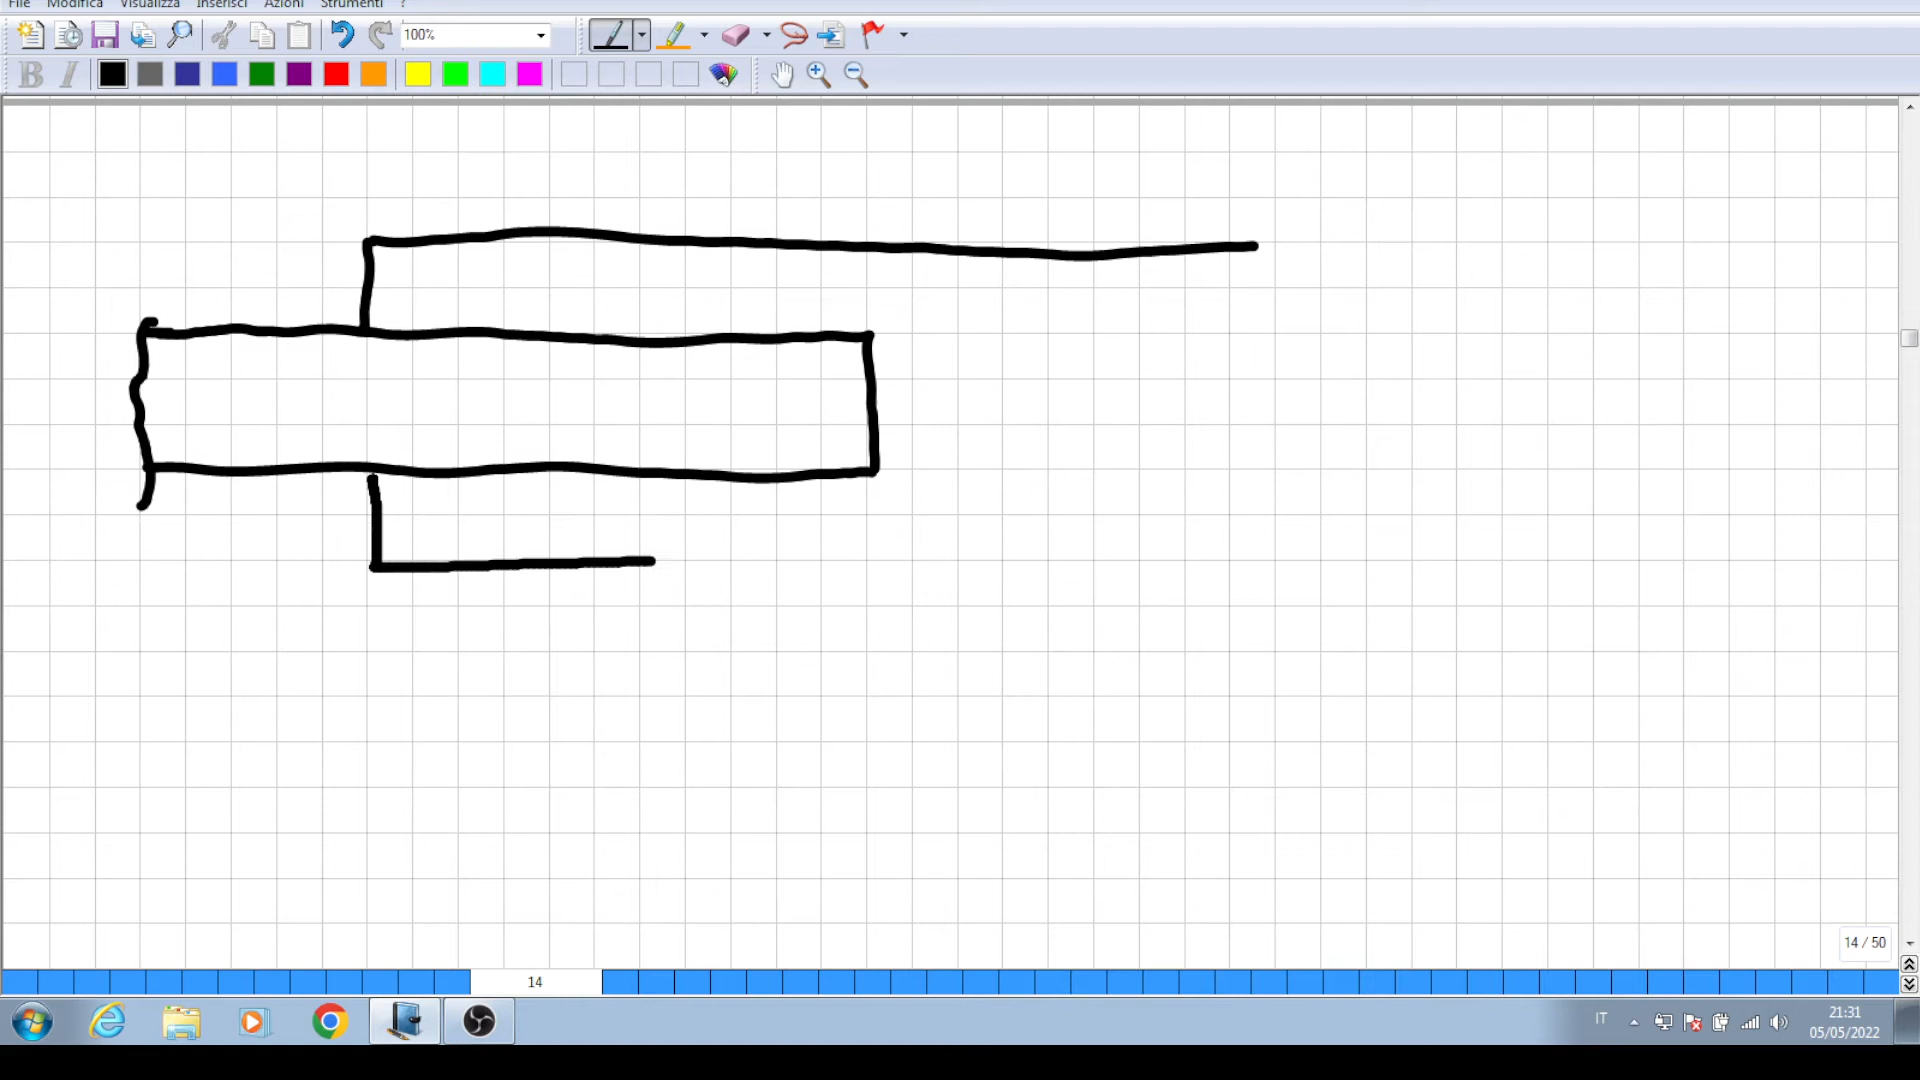 File Modifica Visualizza Inserisci Azioni Strumenti ?
100%
B I
14 / 50
14
IT
21:31
05/05/2022